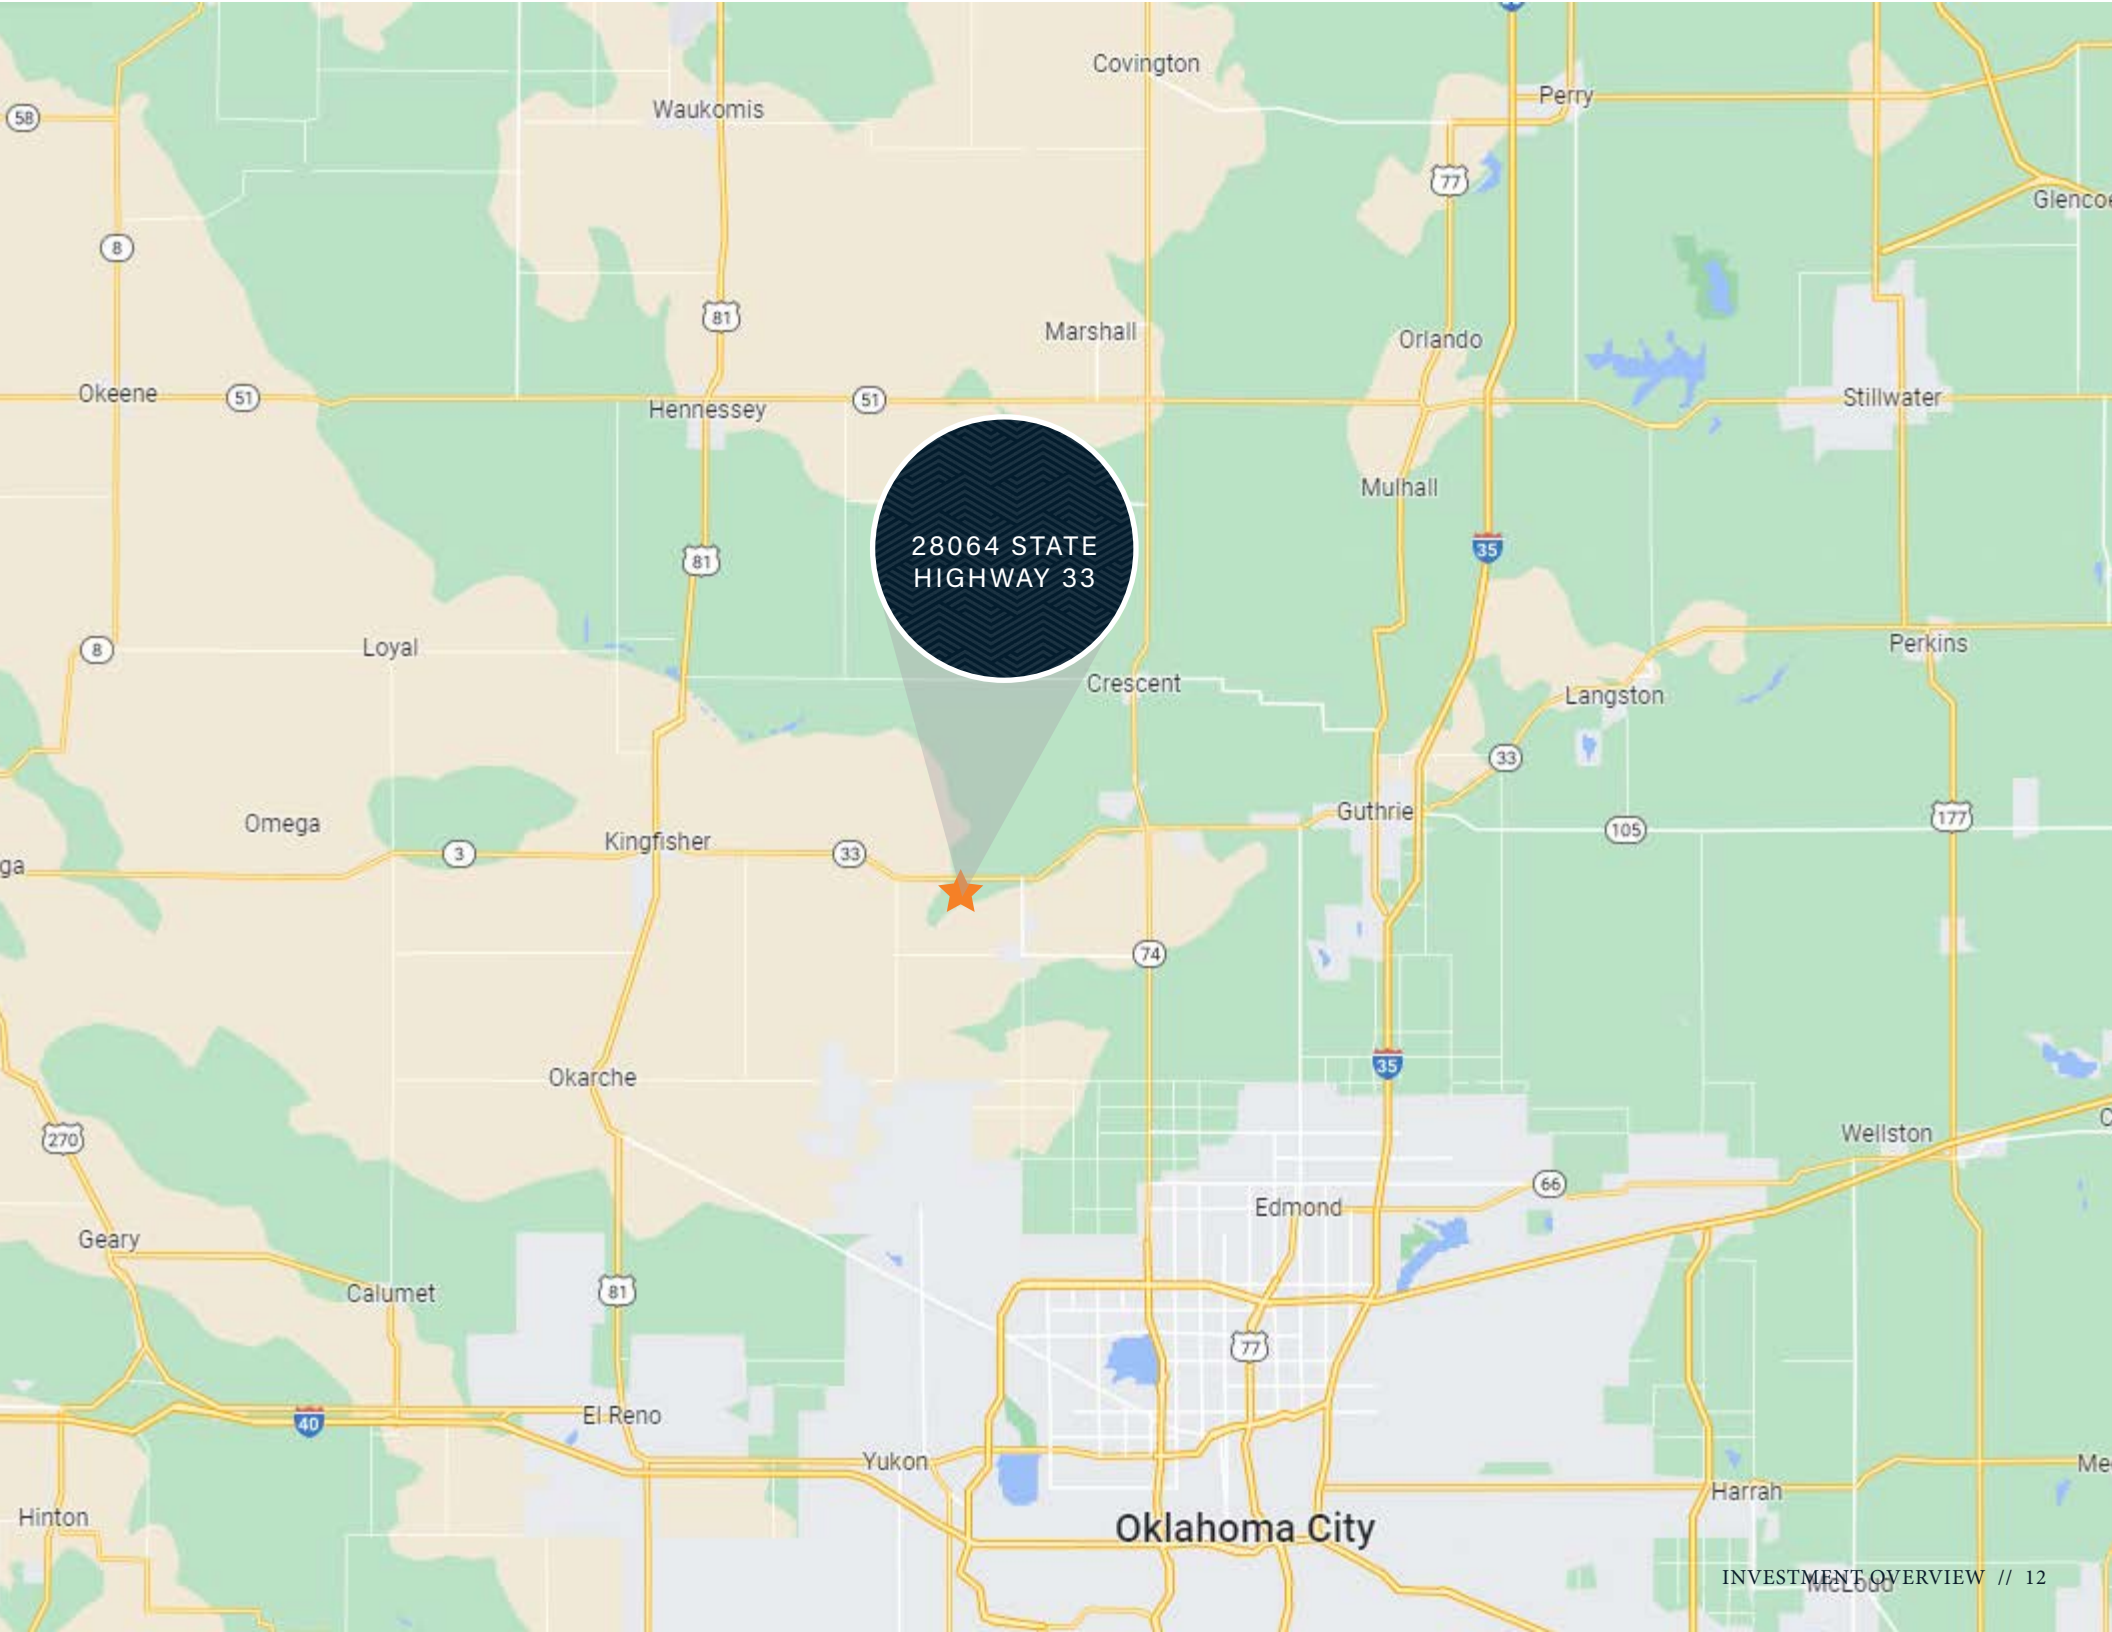 Covington
Perry
Waukomis
58
77
Glencoe
8
81
Marshall
Orlando
Okeene
51
Hennessey
51
Stillwater
Mulhall
28064 STATE
HIGHWAY 33
35
81
8
Loyal
Perkins
Crescent
Langston
33
Omega
Kingfisher
Guthrie
3
33
105
177
ga
74
Okarche
35
270
Wellston
C
66
Edmond
Geary
Calumet
81
77
El Reno
40
Yukon
Me
Harrah
Hinton
Oklahoma City
McLoud
INVESTMENT OVERVIEW // 12